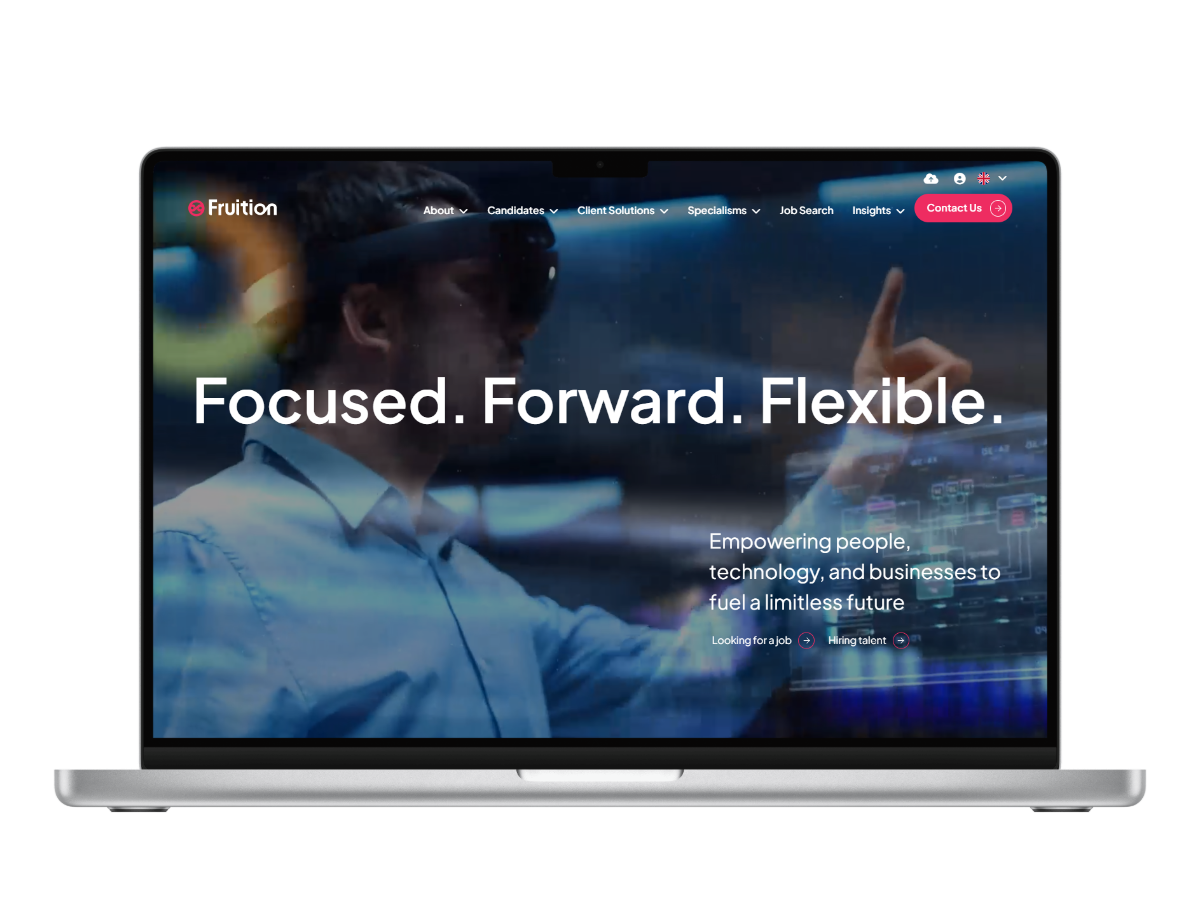 Fruition
About
Candidates
Client Solutions
Specialisms
Job Search
Insights
Contact Us
Focused. Forward. Flexible.
Empowering people,
technology, and businesses to
fuel a limitless future
Looking for a job
Hiring talent